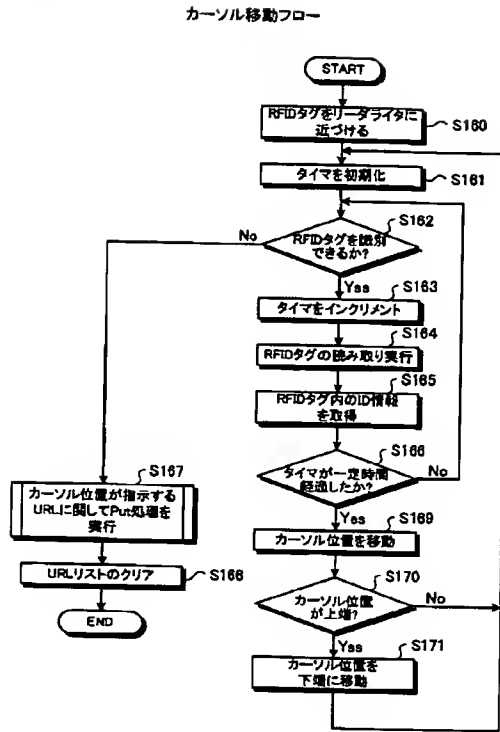 カーソル移動フロー
START
RFIDタグをリーダライタに
近づける
S160
タイマを初期化
S161
S162
RFIDタグを識別
できるか?
No
Yes
S163
タイマをインクリメント
S164
RFIDタグの読み取り実行
S165
RFIDタグ内のID情報
を取得
S166
タイマが一定時間
経過したか?
No
Yes
S167
カーソル位置が指示する
URLに関してPut処理を
実行
S169
カーソル位置を移動
URLリストのクリア
S166
S170
カーソル位置
が上端?
No
END
Yes
S171
カーソル位置を
下端に移動